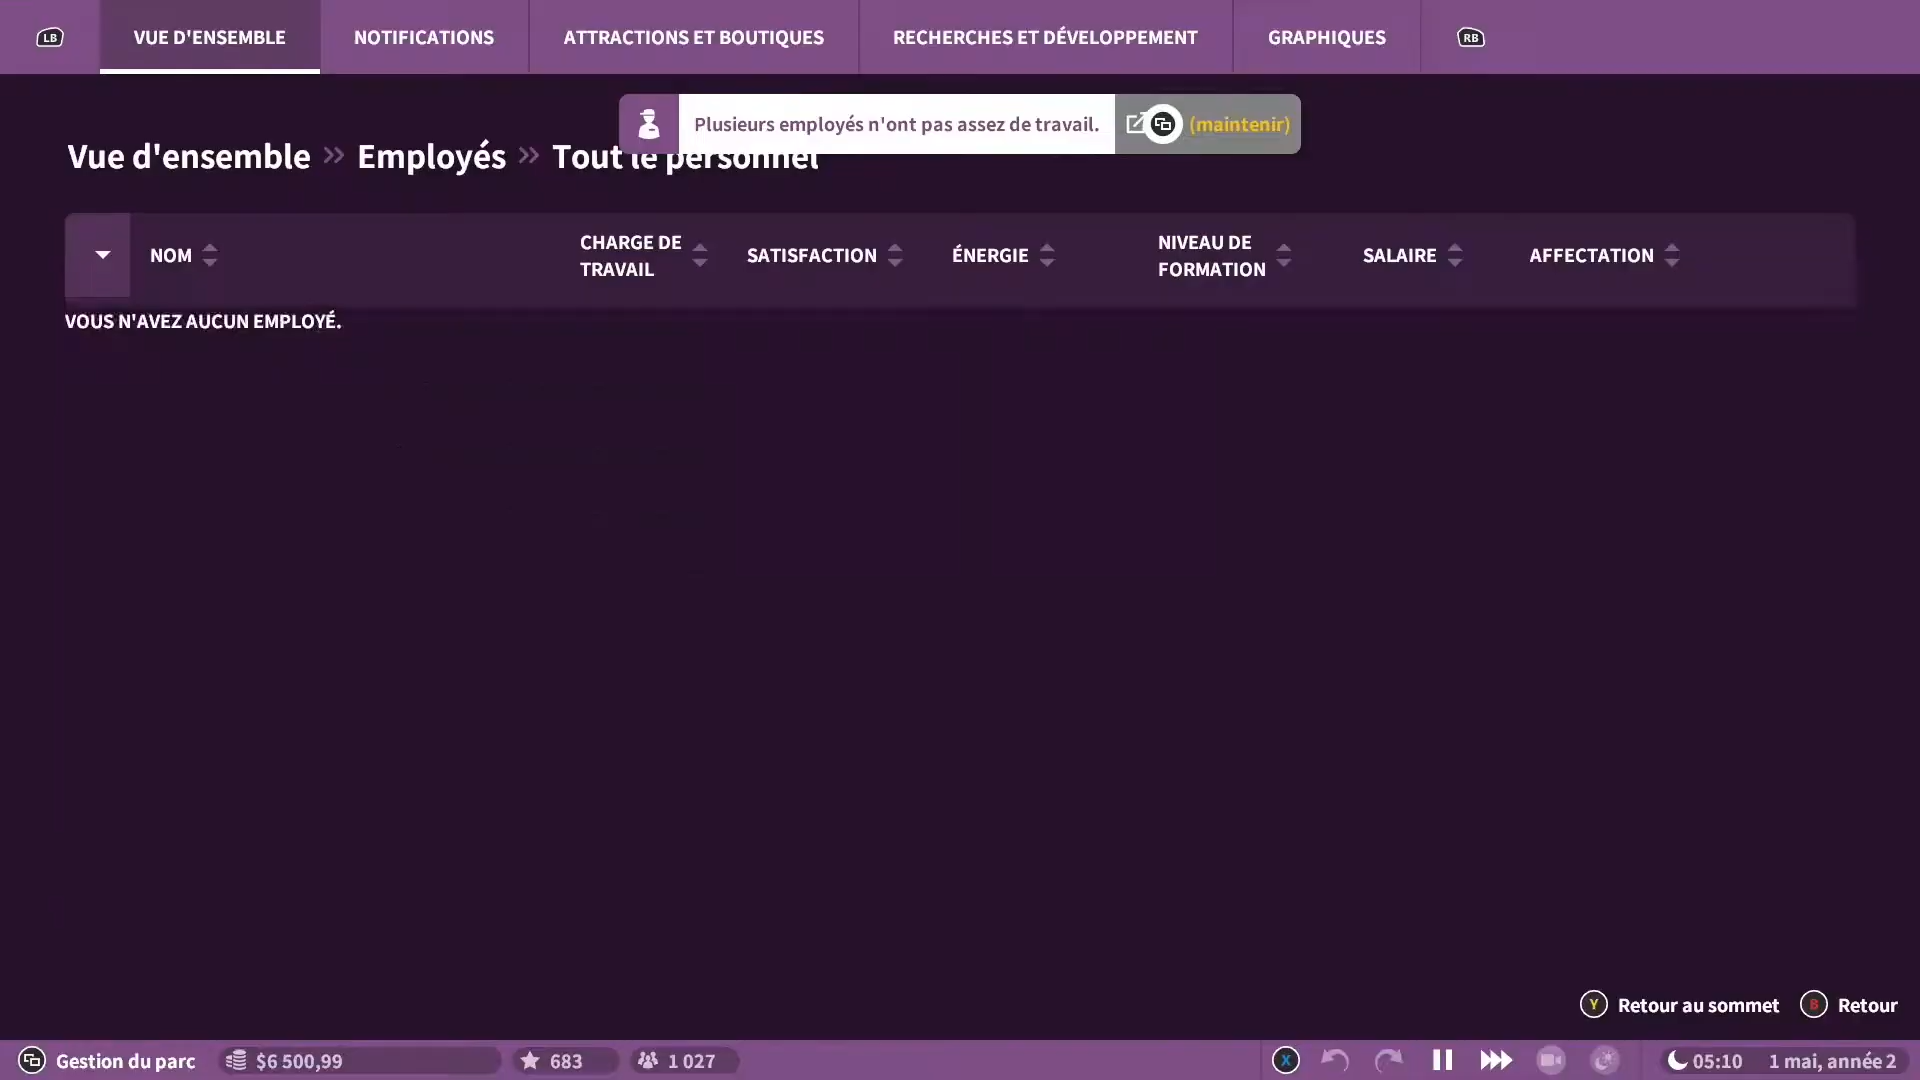 LB
VUE D'ENSEMBLE
NOTIFICATIONS
ATTRACTIONS ET BOUTIQUES
RECHERCHES ET DÉVELOPPEMENT
GRAPHIQUES
RB
Plusieurs employés n'ont pas assez de travail.
(maintenir)
Vue d'ensemble » Employés » Tout le personnel
NOM
CHARGE DE
TRAVAIL
SATISFACTION
ÉNERGIE
NIVEAU DE
FORMATION
SALAIRE
AFFECTATION
VOUS N'AVEZ AUCUN EMPLOYÉ.
Y Retour au sommet
B Retour
Gestion du parc
$6 500,99
683
1 027
X
05:10
1 mai, année 2